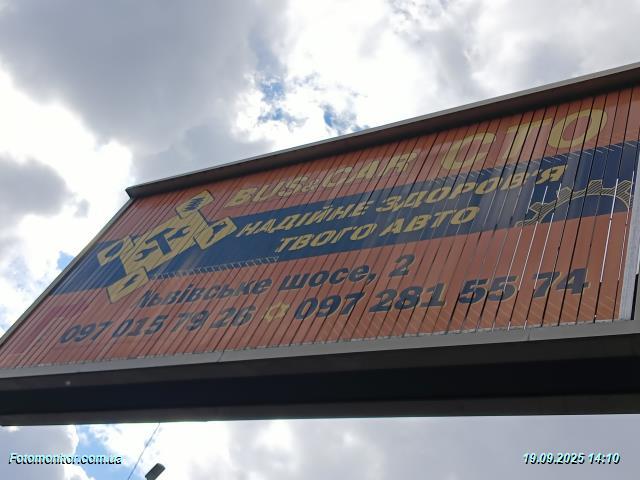 BUS&CAR СТО
НАДІЙНЕ ЗДОРОВ'Я
ТВОГО АВТО
Львівське шосе, 2
097 015 79 26 097 281 55 74
Fotomonitor.com.ua
19.09.2025 14:10